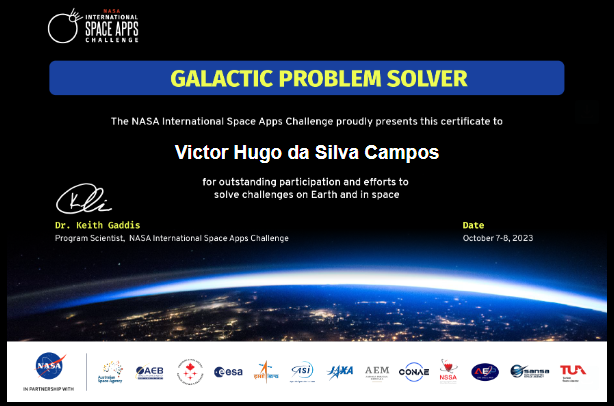 NASA
INTERNATIONAL
SPACE APPS
CHALLENGE
GALACTIC PROBLEM SOLVER
The NASA International Space Apps Challenge proudly presents this certificate to
Victor Hugo da Silva Campos
for outstanding participation and efforts to
solve challenges on Earth and in space
Dr. Keith Gaddis
Program Scientist, NASA International Space Apps Challenge
Date
October 7-8, 2023
NASA
IN PARTNERSHIP WITH
Australian
Space Agency
AEB
esa
asi
JAXA
AEM
CONAE
NSSA
sansa
TUA